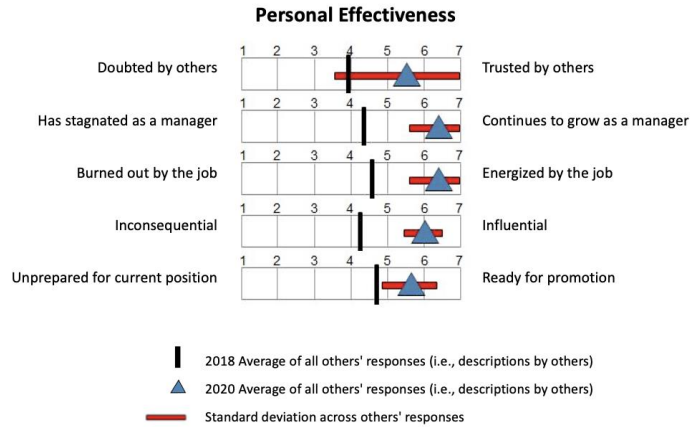 Personal Effectiveness
1 2 3 4 5 6 7
Doubted by others Trusted by others
1 2 3 4 5 6 7
Has stagnated as a manager Continues to grow as a manager
1 2 3 4 5 6 7
Burned out by the job Energized by the job
1 2 3 4 5 6 7
Inconsequential Influential
1 2 3 4 5 6 7
Unprepared for current position Ready for promotion
2018 Average of all others' responses (i.e., descriptions by others)
2020 Average of all others' responses (i.e., descriptions by others)
Standard deviation across others' responses